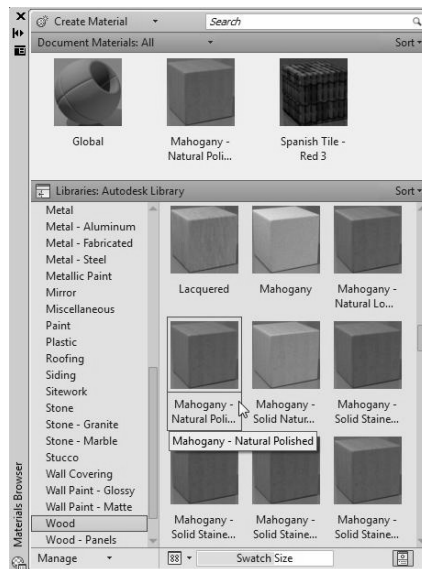 Create Material
Search
Document Materials: All
Sort
Global
Mahogany -
Natural Poli...
Spanish Tile -
Red 3
Libraries: Autodesk Library
Sort
Metal
Metal - Aluminum
Metal - Fabricated
Metal - Steel
Metallic Paint
Mirror
Miscellaneous
Paint
Plastic
Roofing
Siding
Sitework
Stone
Stone - Granite
Stone - Marble
Stucco
Wall Covering
Wall Paint - Glossy
Wall Paint - Matte
Wood
Wood - Panels
Lacquered
Mahogany
Mahogany -
Natural Lo...
Mahogany -
Natural Poli...
Mahogany -
Solid Natur...
Mahogany -
Solid Staine...
Mahogany - Natural Polished
Mahogany -
Solid Staine...
Mahogany -
Solid Staine...
Mahogany -
Solid Staine...
Manage
Swatch Size
Materials Browser